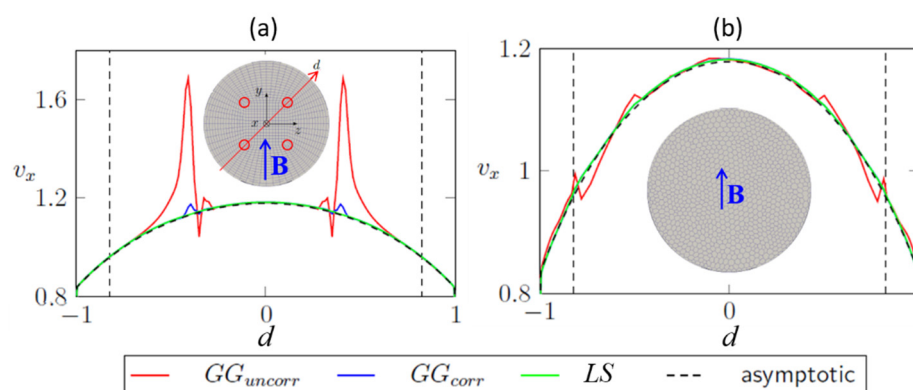 (a)
(b)
1.6
1.2
0.8
v_x
−1
0
1
d
d
y
x
z
B
1.2
1
0.8
v_x
−1
0
1
d
B
GG_uncorr
GG_corr
LS
asymptotic